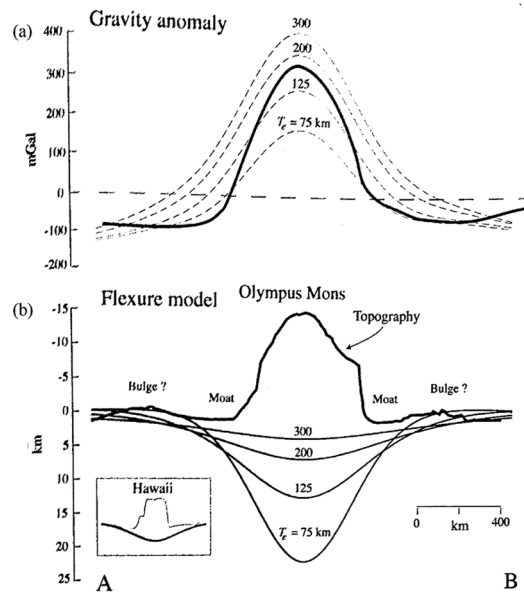 (a) Gravity anomaly
400
300
200
100
0
-100
-200
mGal
300
200
125
Te = 75 km
(b) Flexure model Olympus Mons
-15
-10
-5
0
5
10
15
20
25
km
Topography
Bulge ?
Moat
Moat
Bulge ?
300
200
125
Te = 75 km
Hawaii
0 400
km
A
B